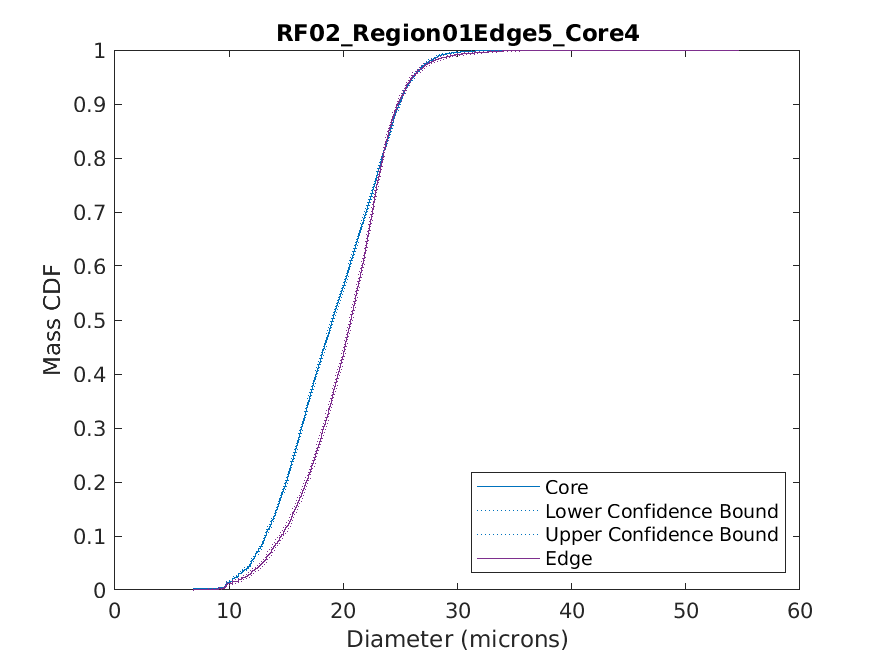 RF02_Region01Edge5_Core4
1
0.9
0.8
0.7
0.6
0.5
0.4
0.3
0.2
0.1
0
Mass CDF
Core
Lower Confidence Bound
Upper Confidence Bound
Edge
0 10 20 30 40 50 60
Diameter (microns)